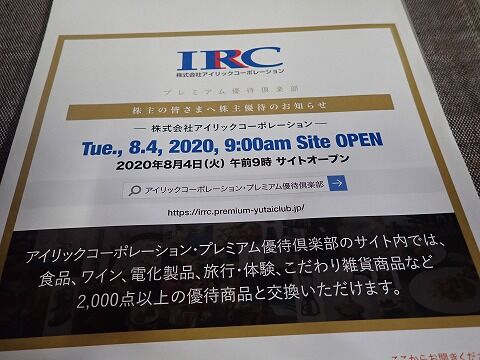 IRRC
株式会社アイリックコーポレーション
プレミアム優待倶楽部
株主の皆さまへ株主優待のお知らせ
― 株式会社アイリックコーポレーション ―
Tue., 8.4, 2020, 9:00am Site OPEN
2020年8月4日(火) 午前9時 サイトオープン
アイリックコーポレーション・プレミアム優待倶楽部
https://irrc.premium-yutaiclub.jp/
アイリックコーポレーション・プレミアム優待倶楽部のサイト内では、
食品、ワイン、電化製品、旅行・体験、こだわり雑貨商品など
2,000点以上の優待商品と交換いただけます。
ここからお開きくだ